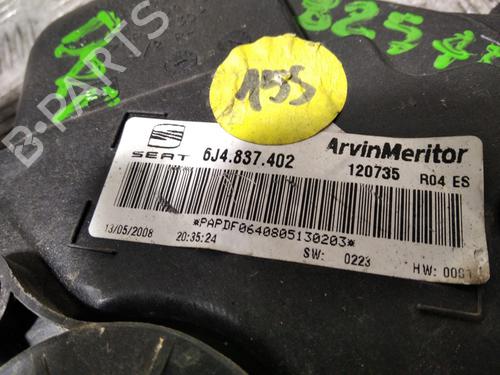 B-PARTS
825
155
SEAT 6J4.837.402 ArvinMeritor
120735 R04 ES
*PAPDF0640805130203*
13/05/2008 20:35:24 SW: 0223 HW: